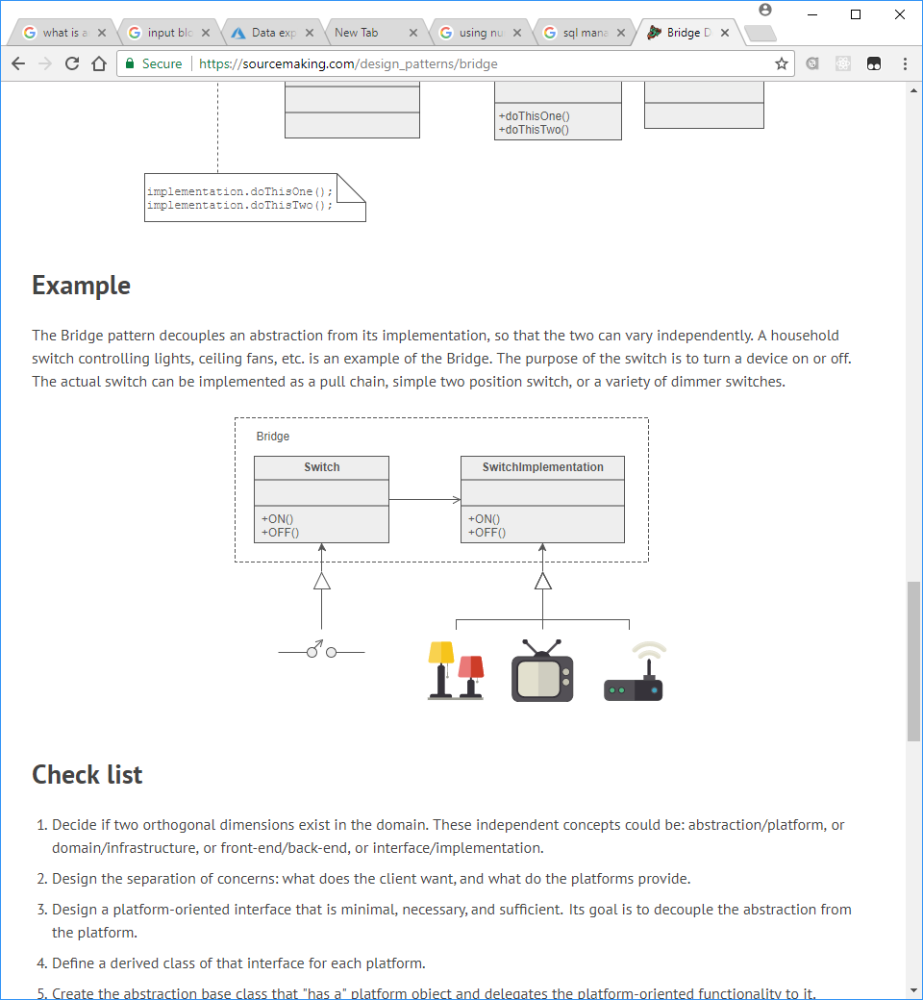 what is a
input blo
Data exp
New Tab
using nu
sql mana
Bridge D
Secure
https://sourcemaking.com/design_patterns/bridge
+doThisOne()
+doThisTwo()
implementation.doThisOne();
implementation.doThisTwo();
Example
The Bridge pattern decouples an abstraction from its implementation, so that the two can vary independently. A household
switch controlling lights, ceiling fans, etc. is an example of the Bridge. The purpose of the switch is to turn a device on or off.
The actual switch can be implemented as a pull chain, simple two position switch, or a variety of dimmer switches.
Bridge
Switch
+ON()
+OFF()
SwitchImplementation
+ON()
+OFF()
Check list
1. Decide if two orthogonal dimensions exist in the domain. These independent concepts could be: abstraction/platform, or
domain/infrastructure, or front-end/back-end, or interface/implementation.
2. Design the separation of concerns: what does the client want, and what do the platforms provide.
3. Design a platform-oriented interface that is minimal, necessary, and sufficient. Its goal is to decouple the abstraction from
the platform.
4. Define a derived class of that interface for each platform.
5. Create the abstraction base class that "has a" platform object and delegates the platform-oriented functionality to it.